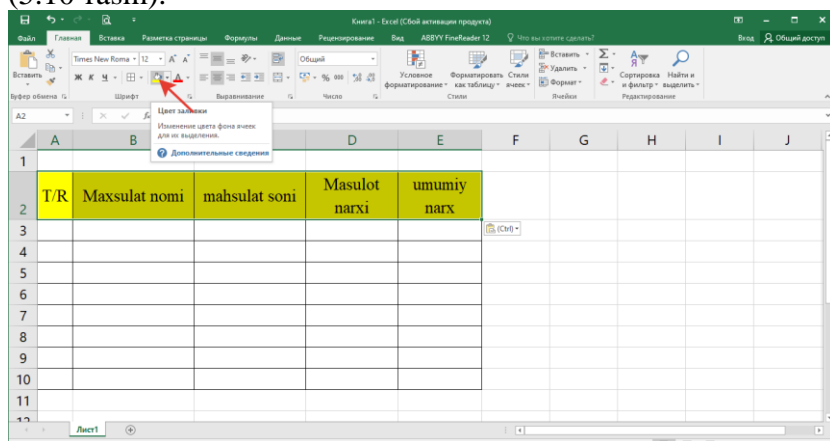 (3.16-rasm).
Книга1 - Excel (Сбой активации продукта)
Файл Главная Вставка Разметка страницы Формулы Данные Рецензирование Вид ABBYY FineReader 12 Что вы хотите сделать? Вход Общий доступ
Вставить
Times New Roma 12
Ж К Ч
Общий
% 000
Условное форматирование
Форматировать как таблицу
Стили ячеек
Вставить
Удалить
Формат
Сортировка и фильтр
Найти и выделить
Буфер обмена Шрифт Выравнивание Число Стили Ячейки Редактирование
A2
Цвет заливки
Изменение цвета фона ячеек
для их выделения.
Дополнительные сведения
A B D E F G H I J
1
2 T/R Maxsulat nomi mahsulat soni Masulot narxi umumiy narx
(Ctrl)
3
4
5
6
7
8
9
10
11
12
Лист1